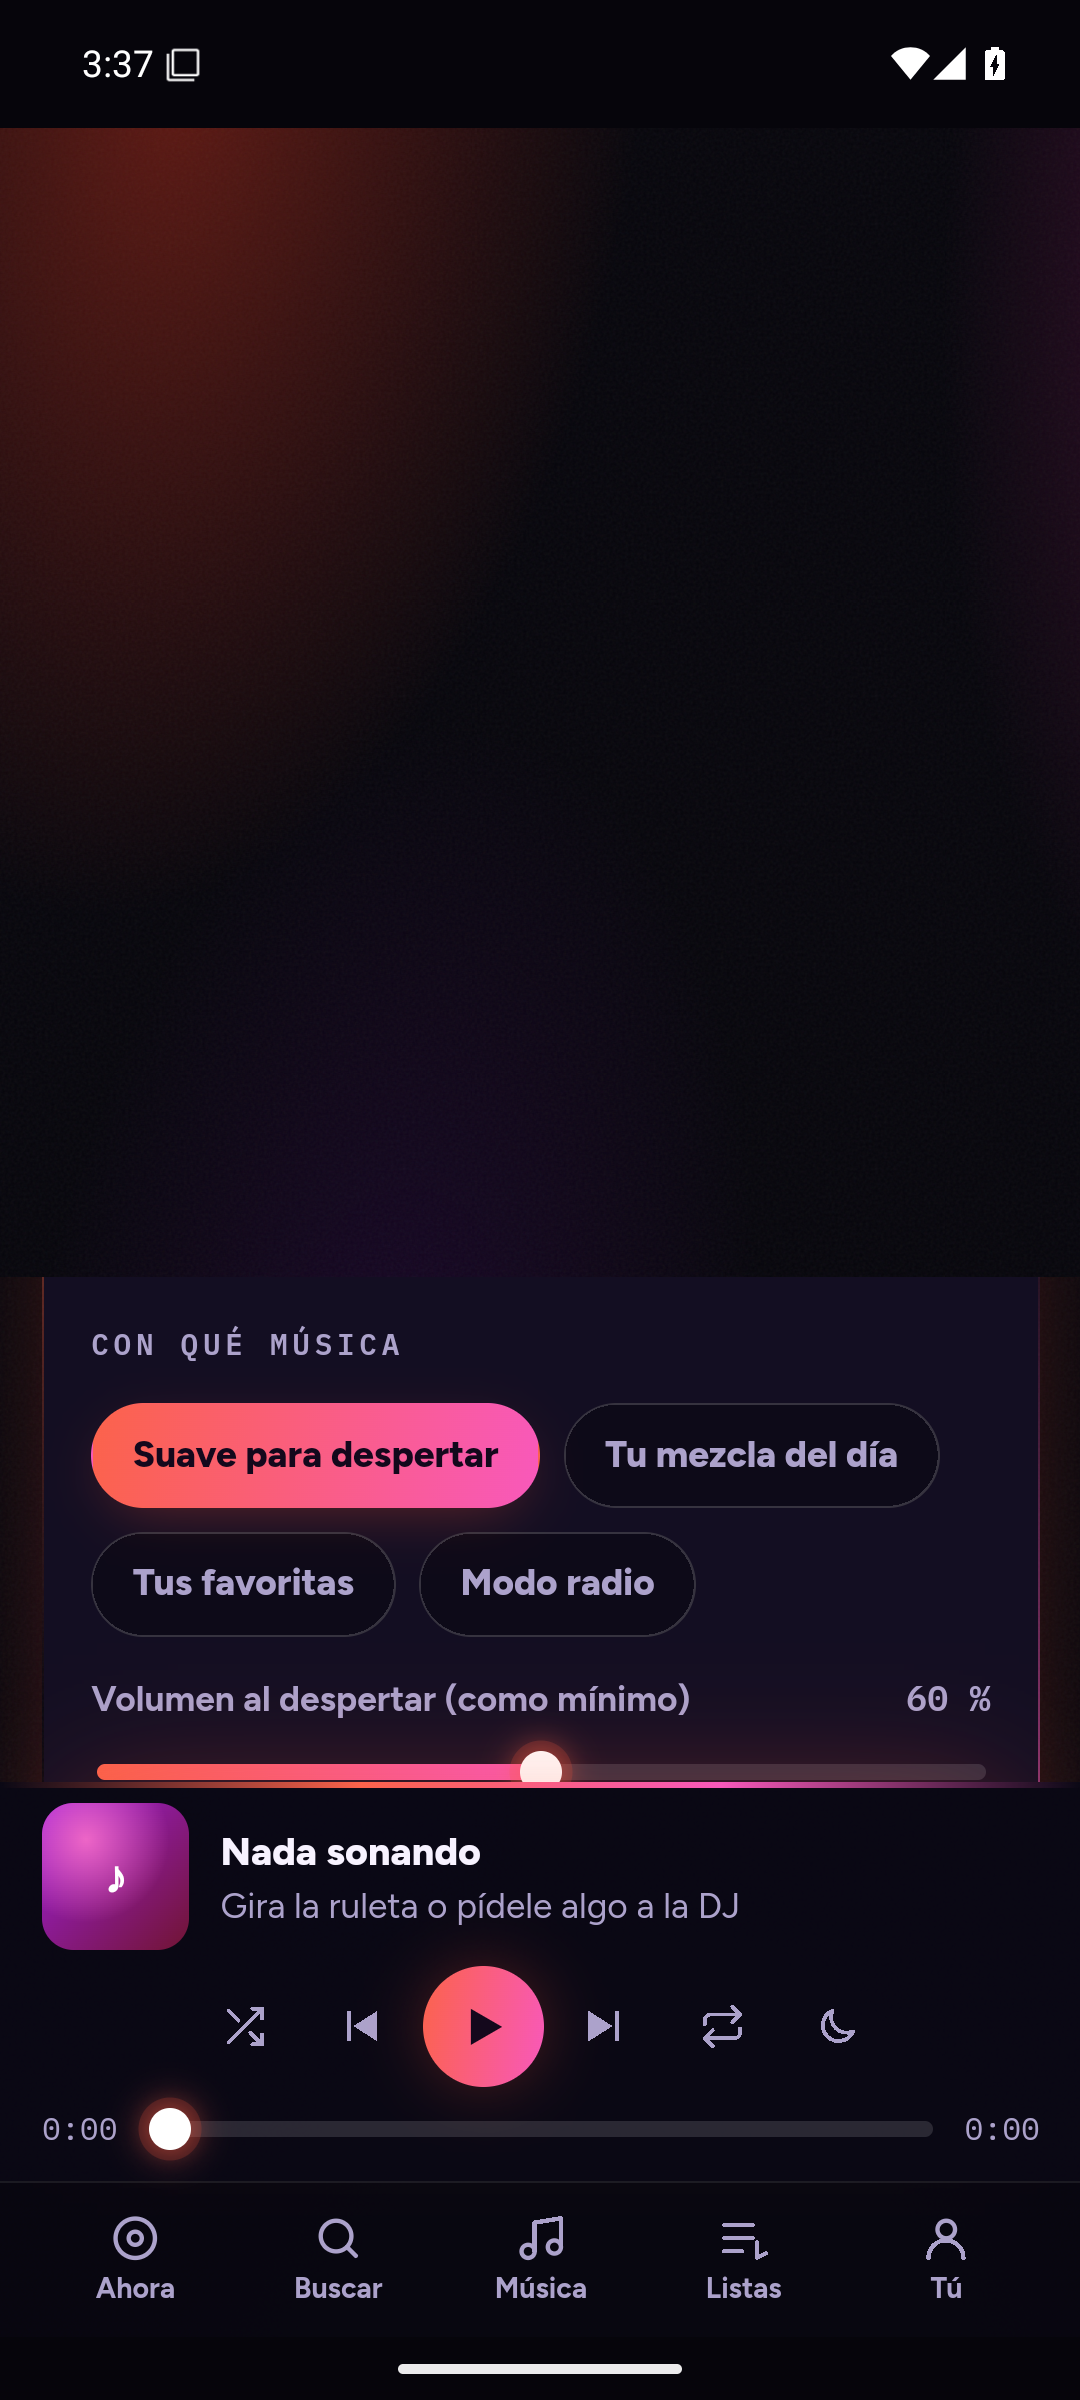 3:37
CON QUÉ MÚSICA
Suave para despertar
Tu mezcla del día
Tus favoritas
Modo radio
Volumen al despertar (como mínimo)
60 %
Nada sonando
Gira la ruleta o pídele algo a la DJ
0:00
0:00
Ahora
Buscar
Música
Listas
Tú